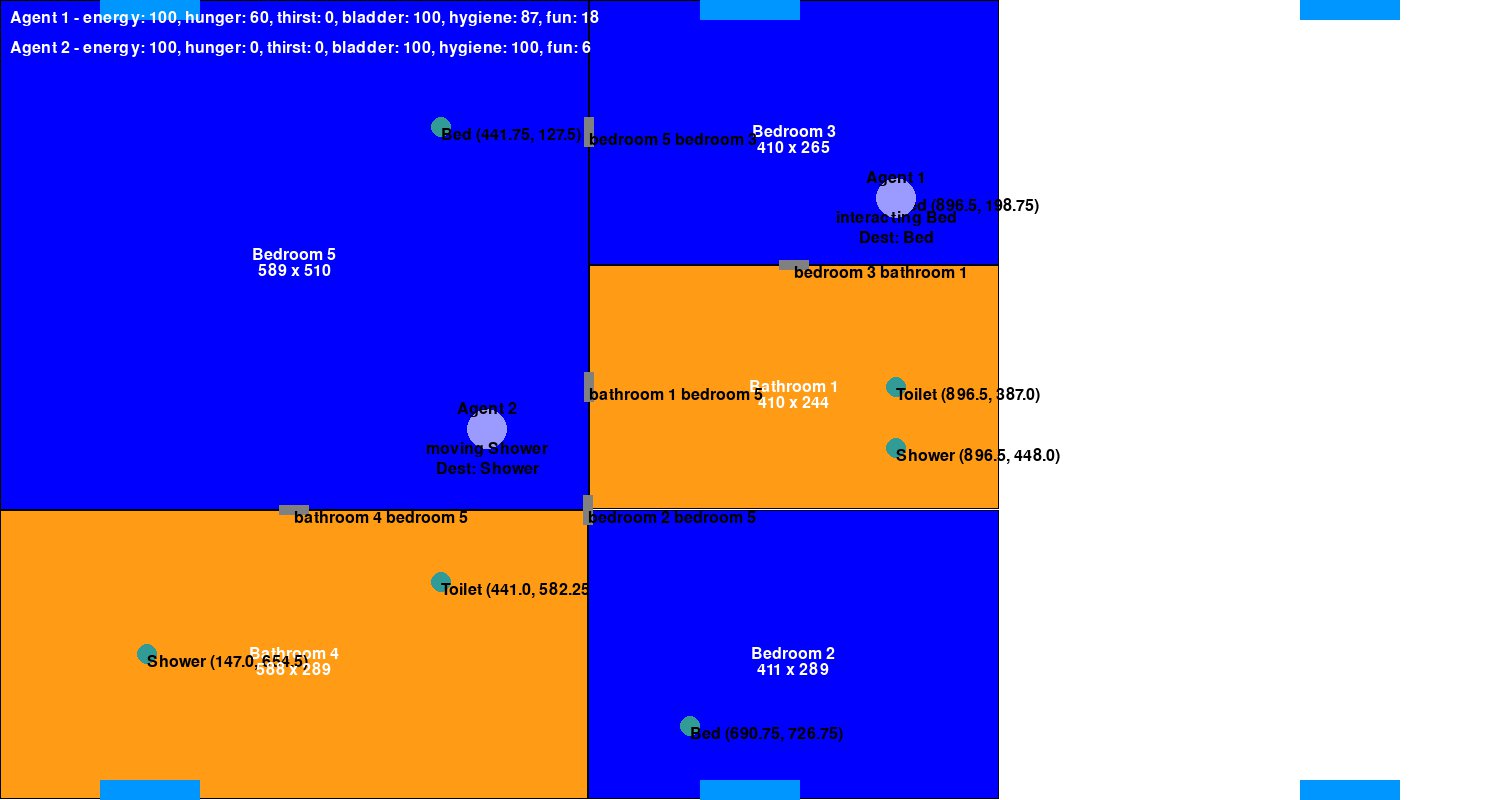 Agent 1 - energy: 100, hunger: 60, thirst: 0, bladder: 100, hygiene: 87, fun: 18
Agent 2 - energy: 100, hunger: 0, thirst: 0, bladder: 100, hygiene: 100, fun: 6
Bed (441.75, 127.5)
bedroom 5 bedroom 3
Bedroom 3
410 x 265
Agent 1
d (896.5, 198.75)
interacting Bed
Dest: Bed
Bedroom 5
589 x 510
bedroom 3 bathroom 1
Bathroom 1
410 x 244
bathroom 1 bedroom 5
Toilet (896.5, 387.0)
Agent 2
moving Shower
Dest: Shower
Shower (896.5, 448.0)
bathroom 4 bedroom 5
bedroom 2 bedroom 5
Toilet (441.0, 582.25
Shower (147.0, 654.5)
Bathroom 4
588 x 289
Bedroom 2
411 x 289
Bed (690.75, 726.75)